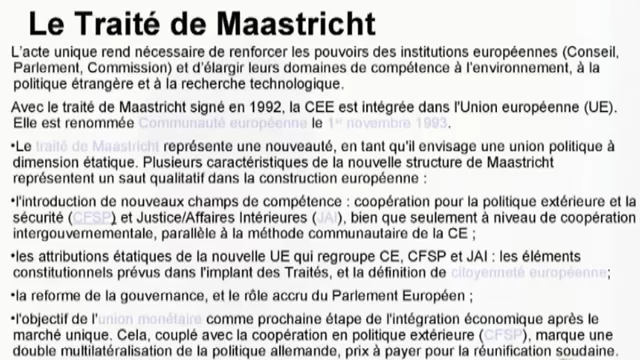 Le Traité de Maastricht
L'acte unique rend nécessaire de renforcer les pouvoirs des institutions européennes (Conseil,
Parlement, Commission) et d'élargir leurs domaines de compétence à l'environnement, à la
politique étrangère et à la recherche technologique.
Avec le traité de Maastricht signé en 1992, la CEE est intégrée dans l'Union européenne (UE).
Elle est renommée Communauté européenne le 1er novembre 1993.
•Le traité de Maastricht représente une nouveauté, en tant qu'il envisage une union politique à
dimension étatique. Plusieurs caractéristiques de la nouvelle structure de Maastricht
représentent un saut qualitatif dans la construction européenne :
•l'introduction de nouveaux champs de compétence : coopération pour la politique extérieure et la
sécurité (CFSP) et Justice/Affaires Intérieures (JAI), bien que seulement à niveau de coopération
intergouvernementale, parallèle à la méthode communautaire de la CE ;
•les attributions étatiques de la nouvelle UE qui regroupe CE, CFSP et JAI : les éléments
constitutionnels prévus dans l'implant des Traités, et la définition de citoyenneté européenne;
•la reforme de la gouvernance, et le rôle accru du Parlement Européen ;
•l'objectif de l'union monétaire comme prochaine étape de l'intégration économique après le
marché unique. Cela, couplé avec la coopération en politique extérieure (CFSP), marque une
double multilatéralisation de la politique allemande, prix à payer pour la réunification soudaine.